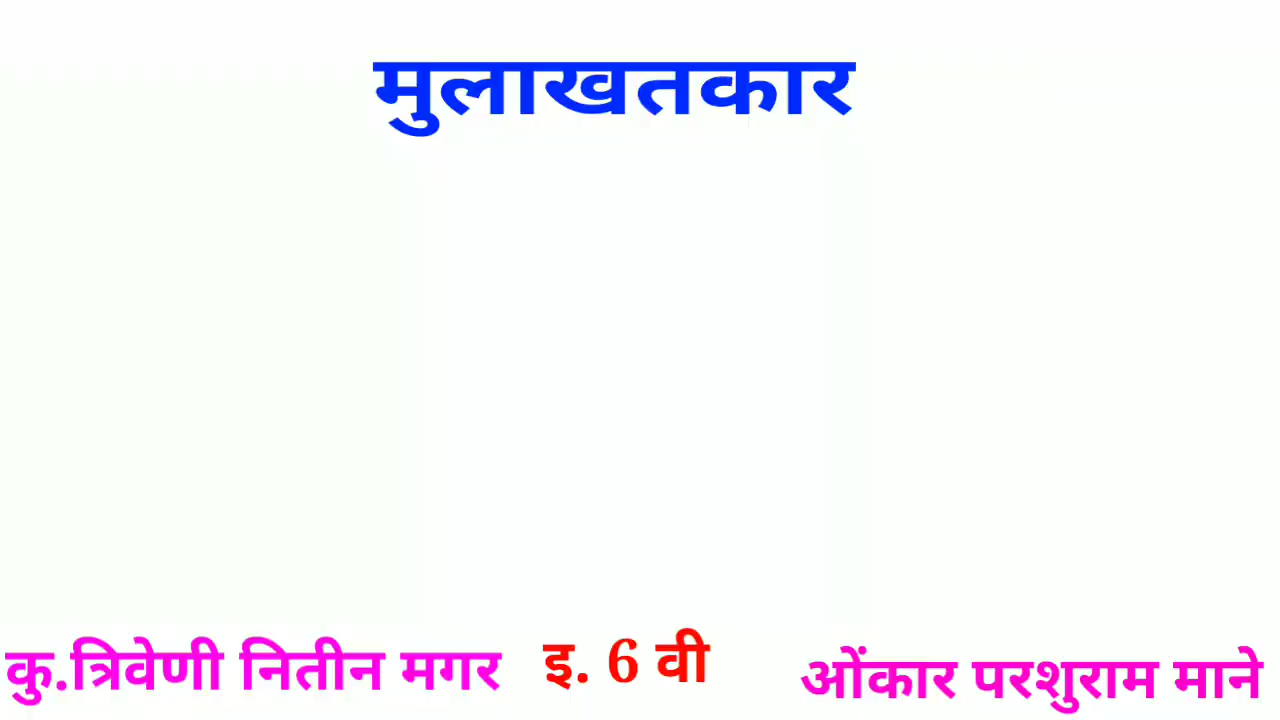 मुलाखतकार
कु.त्रिवेणी नितीन मगर इ. 6 वी ओंकार परशुराम माने